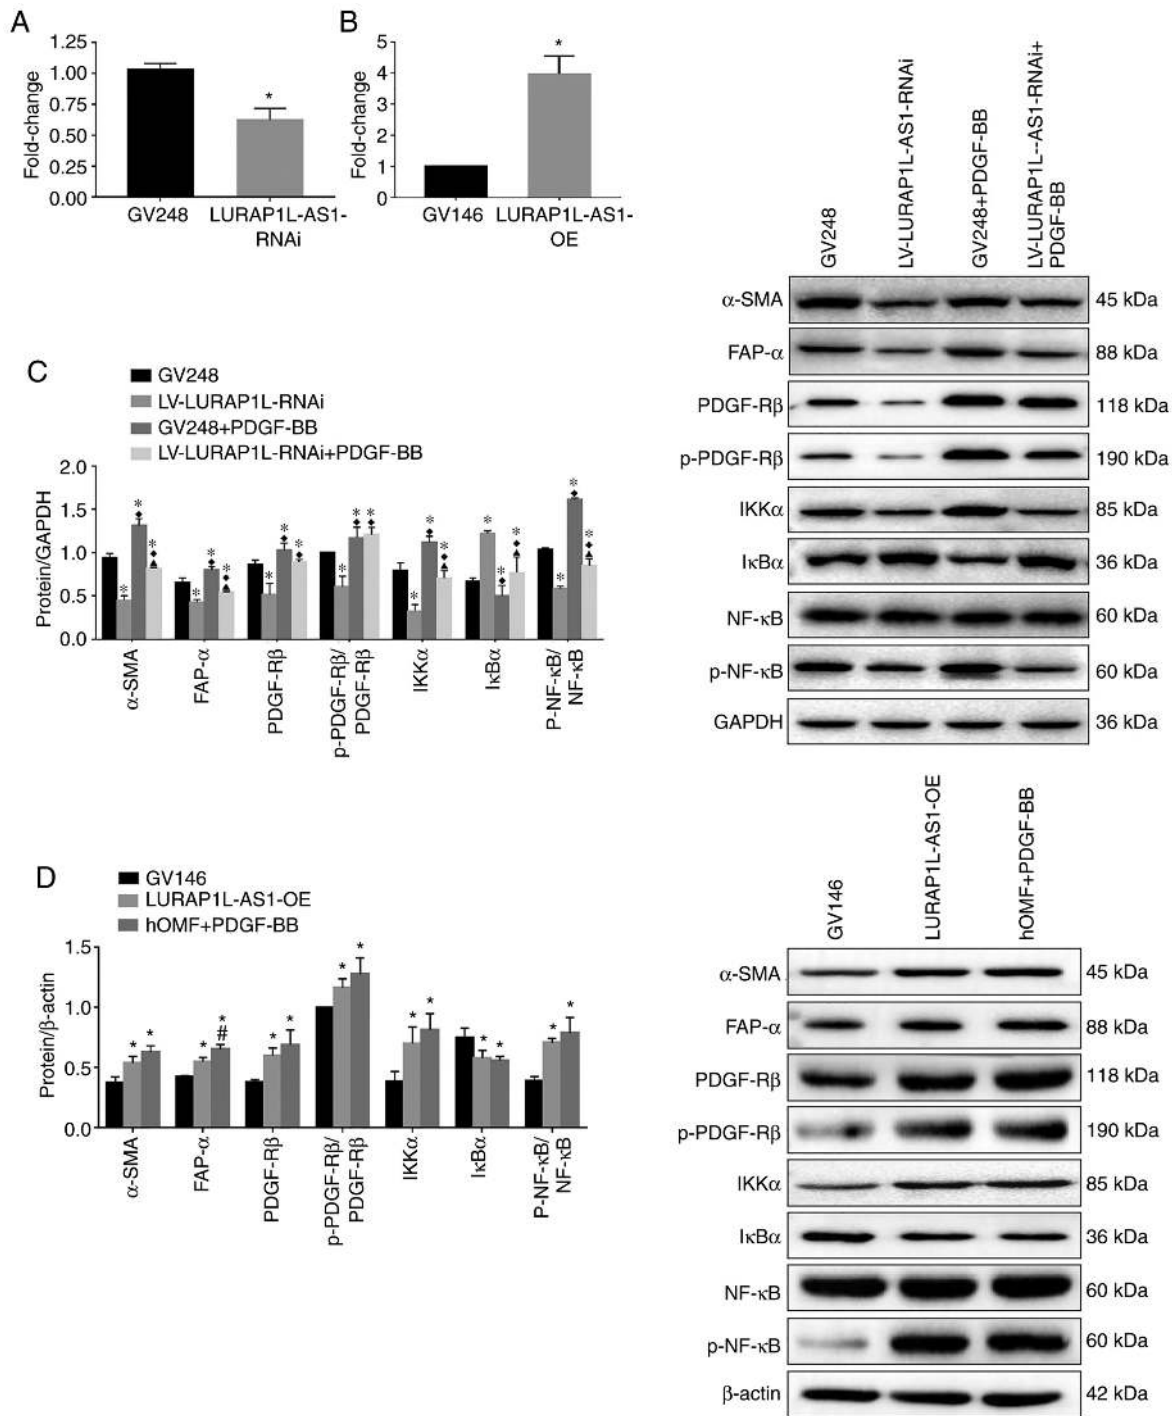 A
1.25
1.00
0.75
0.50
0.25
0.00
Fold-change
*
GV248
LURAP1L-AS1-
RNAi
B
5
4
3
2
1
0
Fold-change
*
GV146
LURAP1L-AS1-
OE
C
GV248
LV-LURAP1L-RNAi
GV248+PDGF-BB
LV-LURAP1L-RNAi+PDGF-BB
2.0
1.5
1.0
0.5
0.0
Protein/GAPDH
α-SMA
FAP-α
PDGF-Rβ
p-PDGF-Rβ/
PDGF-Rβ
IKKα
IκBα
P-NF-κB/
NF-κB
GV248
LV-LURAP1L-AS1-RNAi
GV248+PDGF-BB
LV-LURAP1L--AS1-RNAi+
PDGF-BB
α-SMA 45 kDa
FAP-α 88 kDa
PDGF-Rβ 118 kDa
p-PDGF-Rβ 190 kDa
IKKα 85 kDa
IκBα 36 kDa
NF-κB 60 kDa
p-NF-κB 60 kDa
GAPDH 36 kDa
D
GV146
LURAP1L-AS1-OE
hOMF+PDGF-BB
1.5
1.0
0.5
0.0
Protein/β-actin
* * * * # * * * * * * * * * *
α-SMA
FAP-α
PDGF-Rβ
p-PDGF-Rβ/
PDGF-Rβ
IKKα
IκBα
P-NF-κB/
NF-κB
GV146
LURAP1L-AS1-OE
hOMF+PDGF-BB
α-SMA 45 kDa
FAP-α 88 kDa
PDGF-Rβ 118 kDa
p-PDGF-Rβ 190 kDa
IKKα 85 kDa
IκBα 36 kDa
NF-κB 60 kDa
p-NF-κB 60 kDa
β-actin 42 kDa